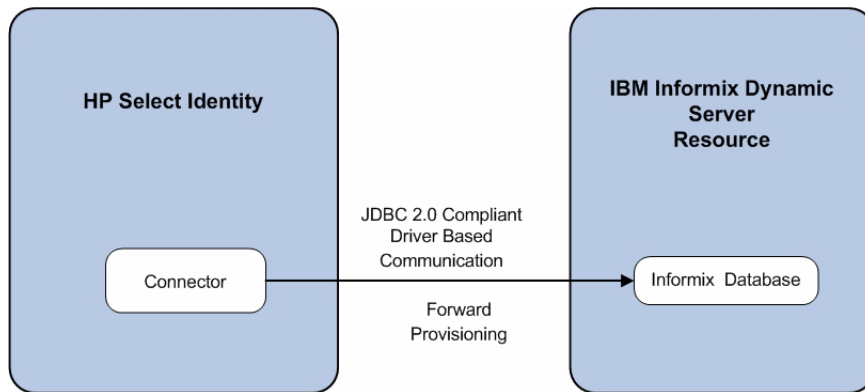 HP Select Identity
IBM Informix Dynamic
Server
Resource
JDBC 2.0 Compliant
Driver Based
Communication
Connector
Informix Database
Forward
Provisioning